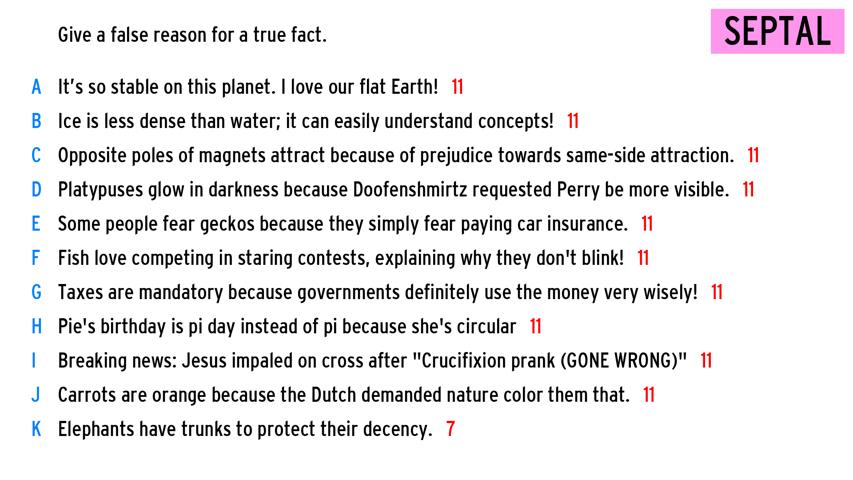 Give a false reason for a true fact.
SEPTAL
A It's so stable on this planet. I love our flat Earth! 11
B Ice is less dense than water; it can easily understand concepts! 11
C Opposite poles of magnets attract because of prejudice towards same-side attraction. 11
D Platypuses glow in darkness because Doofenshmirtz requested Perry be more visible. 11
E Some people fear geckos because they simply fear paying car insurance. 11
F Fish love competing in staring contests, explaining why they don't blink! 11
G Taxes are mandatory because governments definitely use the money very wisely! 11
H Pie's birthday is pi day instead of pi because she's circular 11
I Breaking news: Jesus impaled on cross after "Crucifixion prank (GONE WRONG)" 11
J Carrots are orange because the Dutch demanded nature color them that. 11
K Elephants have trunks to protect their decency. 7